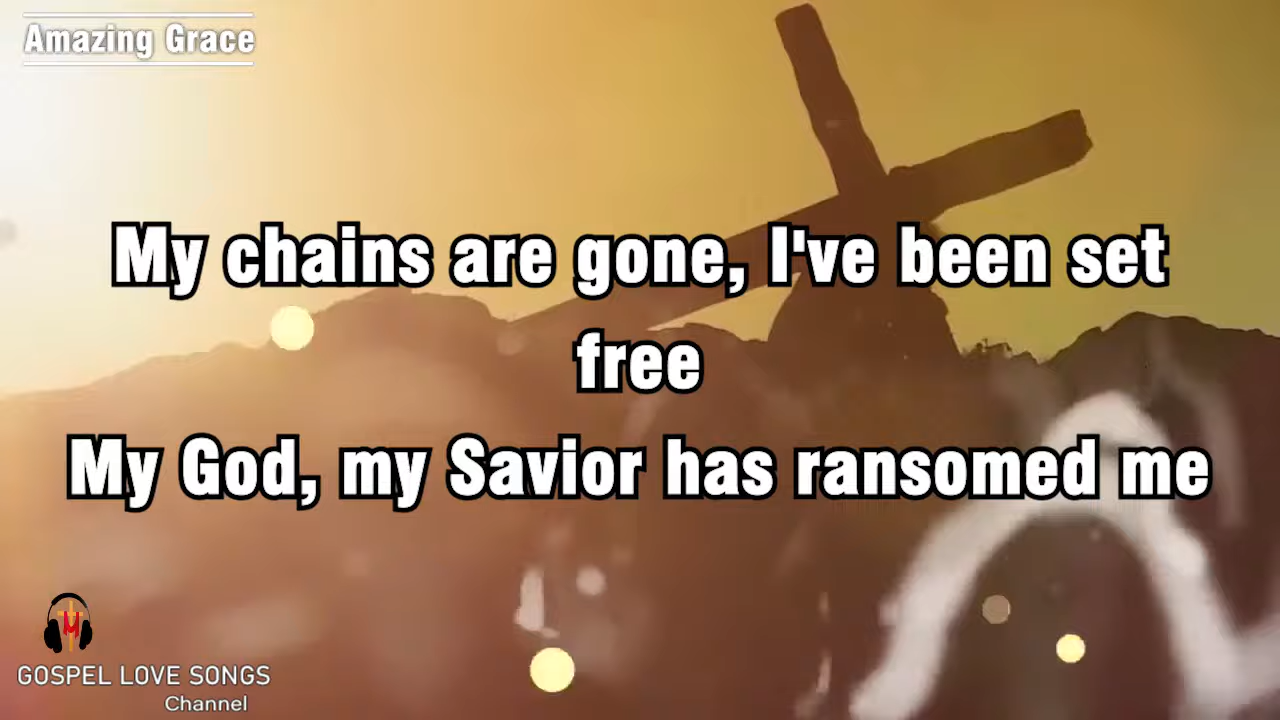 Amazing Grace
My chains are gone, I've been set
free
My God, my Savior has ransomed me
GOSPEL LOVE SONGS
Channel